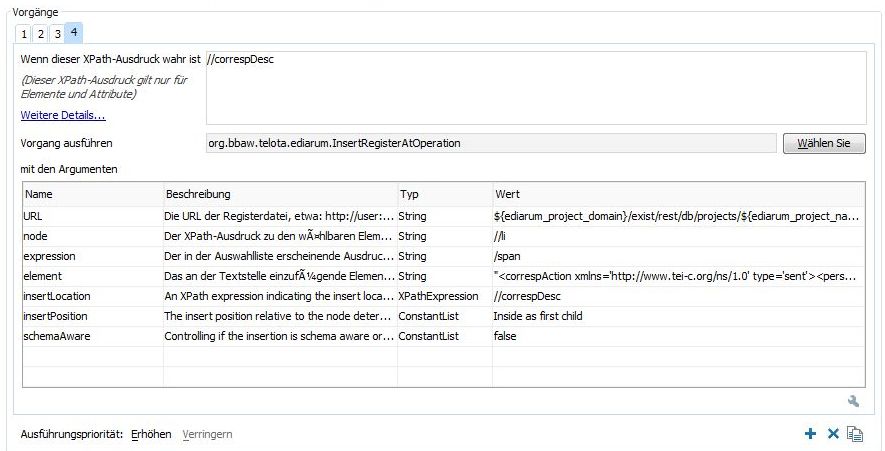 Vorgänge
1 2 3 4
Wenn dieser XPath-Ausdruck wahr ist //correspDesc
(Dieser XPath-Ausdruck gilt nur für
Elemente und Attribute)
Weitere Details...
Vorgang ausführen org.bbaw.telota.ediarum.InsertRegisterAtOperation Wählen Sie
mit den Argumenten
Name Beschreibung Typ Wert
URL Die URL der Registerdatei, etwa: http://user:... String ${ediarum_project_domain}/exist/rest/db/projects/${ediarum_project_na...
node Der XPath-Ausdruck zu den wÃ¤hlbaren Elem... String //li
expression Der in der Auswahlliste erscheinende Ausdruc... String /span
element Das an der Textstelle einzufÃ¼gende Elemen... String "<correspAction xmlns='http://www.tei-c.org/ns/1.0' type='sent'><pers...
insertLocation An XPath expression indicating the insert loca... XPathExpression //correspDesc
insertPosition The insert position relative to the node deter... ConstantList Inside as first child
schemaAware Controlling if the insertion is schema aware or... ConstantList false
Ausführungspriorität: Erhöhen Verringern